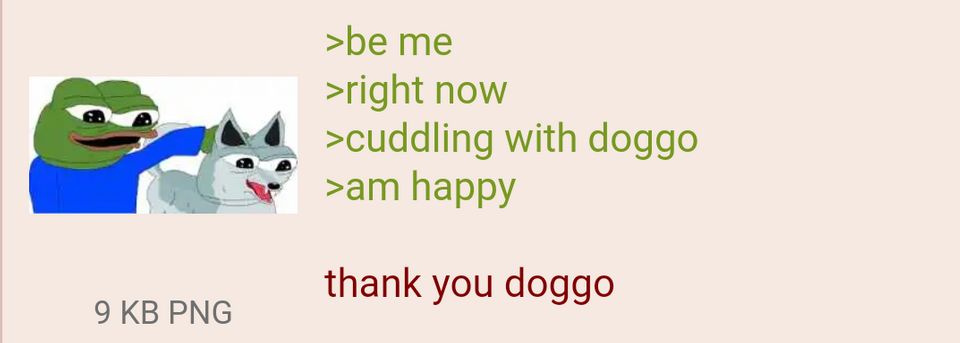 >be me
>right now
>cuddling with doggo
>am happy
thank you doggo
9 KB PNG